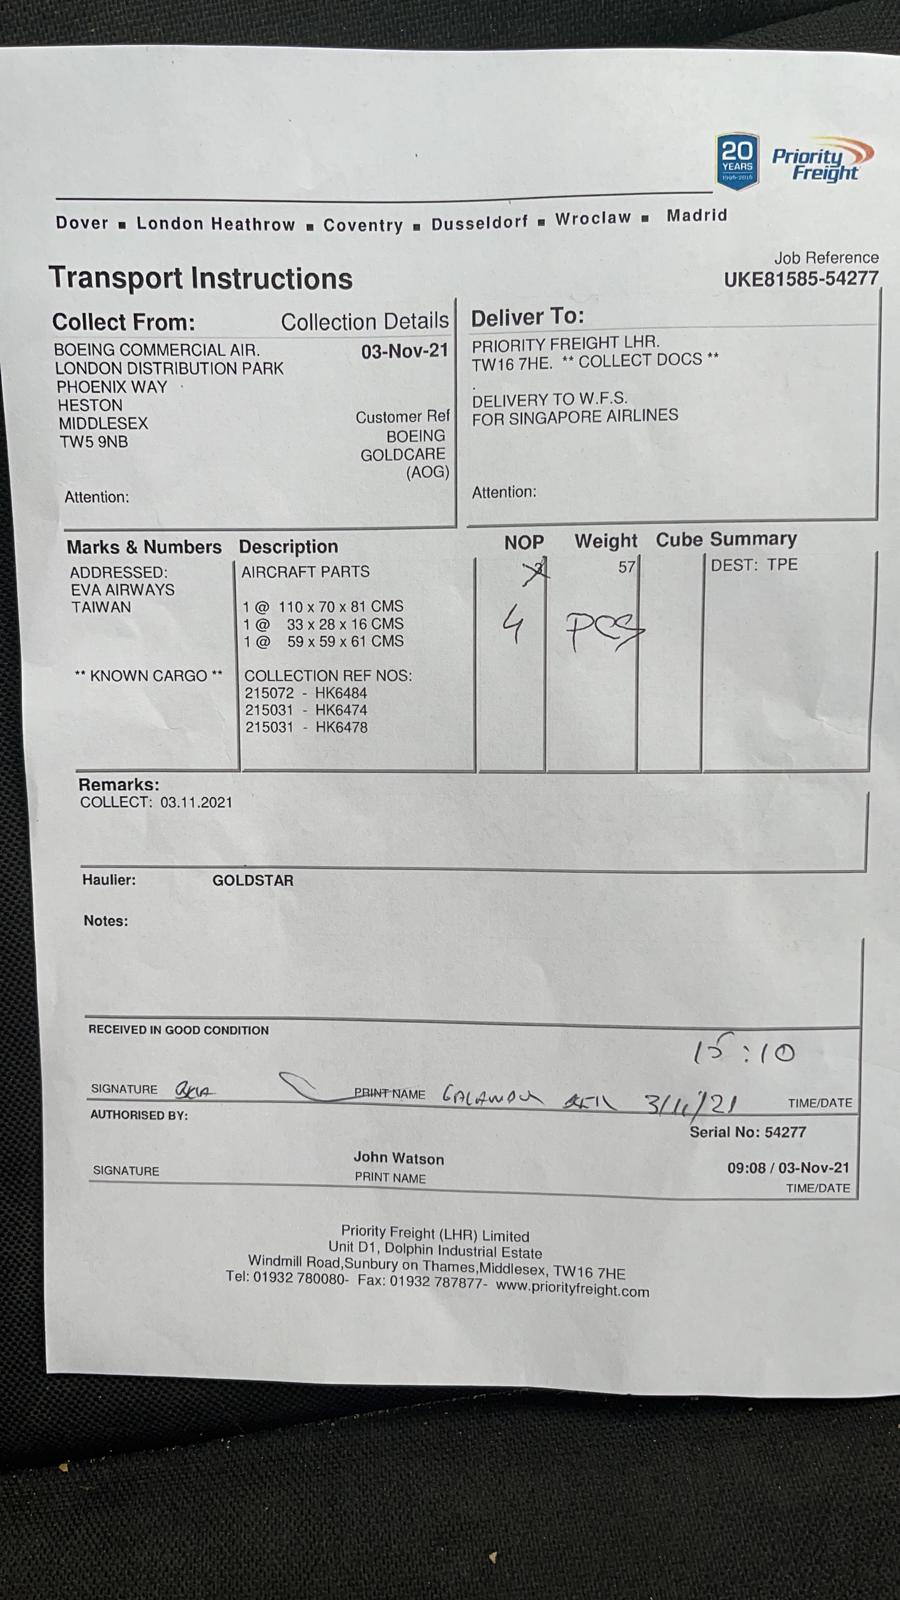 20
YEARS
1996-2016
Priority
Freight
Dover ▪ London Heathrow ▪ Coventry ▪ Dusseldorf ▪ Wroclaw ▪ Madrid
Transport Instructions
Job Reference
UKE81585-54277
Collect From: Collection Details
BOEING COMMERCIAL AIR. 03-Nov-21
LONDON DISTRIBUTION PARK
PHOENIX WAY
HESTON
MIDDLESEX
TW5 9NB
Customer Ref
BOEING
GOLDCARE
(AOG)
Attention:
Deliver To:
PRIORITY FREIGHT LHR.
TW16 7HE. ** COLLECT DOCS **
.
DELIVERY TO W.F.S.
FOR SINGAPORE AIRLINES
Attention:
Marks & Numbers Description NOP Weight Cube Summary
ADDRESSED: AIRCRAFT PARTS 3 57 DEST: TPE
EVA AIRWAYS
TAIWAN 1 @ 110 x 70 x 81 CMS
1 @ 33 x 28 x 16 CMS 4 PCS
1 @ 59 x 59 x 61 CMS
** KNOWN CARGO ** COLLECTION REF NOS:
215072 - HK6484
215031 - HK6474
215031 - HK6478
Remarks:
COLLECT: 03.11.2021
Haulier: GOLDSTAR
Notes:
RECEIVED IN GOOD CONDITION
15:10
SIGNATURE PRINT NAME 3/11/21 TIME/DATE
AUTHORISED BY:
Serial No: 54277
John Watson 09:08 / 03-Nov-21
SIGNATURE PRINT NAME TIME/DATE
Priority Freight (LHR) Limited
Unit D1, Dolphin Industrial Estate
Windmill Road,Sunbury on Thames,Middlesex, TW16 7HE
Tel: 01932 780080- Fax: 01932 787877- www.priorityfreight.com